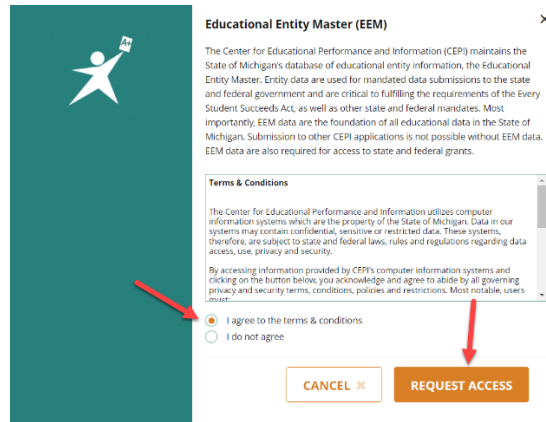 Educational Entity Master (EEM)
A+
The Center for Educational Performance and Information (CEPI) maintains the
State of Michigan's database of educational entity information, the Educational
Entity Master. Entity data are used for mandated data submissions to the state
and federal government and are critical to fulfilling the requirements of the Every
Student Succeeds Act, as well as other state and federal mandates. Most
importantly, EEM data are the foundation of all educational data in the State of
Michigan. Submission to other CEPI applications is not possible without EEM data.
EEM data are also required for access to state and federal grants.
Terms & Conditions
The Center for Educational Performance and Information utilizes computer
information systems which are the property of the State of Michigan. Data in our
systems may contain confidential, sensitive or restricted data. These systems,
therefore, are subject to state and federal laws, rules and regulations regarding data
access, use, privacy and security.
By accessing information provided by CEPI's computer information systems and
clicking on the button below, you acknowledge and agree to abide by all governing
privacy and security terms, conditions, policies and restrictions. Most notable, users
must:
I agree to the terms & conditions
I do not agree
CANCEL
REQUEST ACCESS